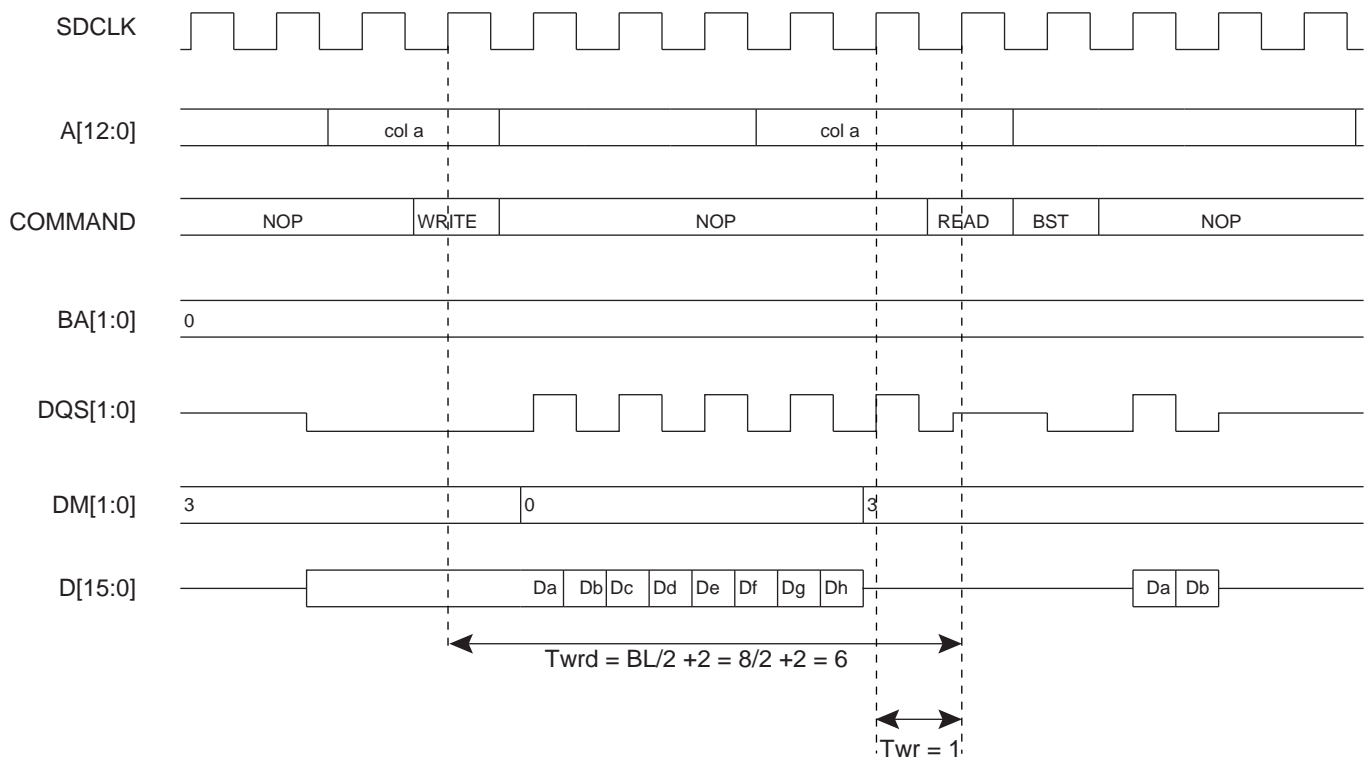 SDCLK
A[12:0] col a col a
COMMAND NOP WRITE NOP READ BST NOP
BA[1:0] 0
DQS[1:0]
DM[1:0] 3 0 3
D[15:0] Da Db Dc Dd De Df Dg Dh Da Db
Twrd = BL/2 +2 = 8/2 +2 = 6
Twr = 1